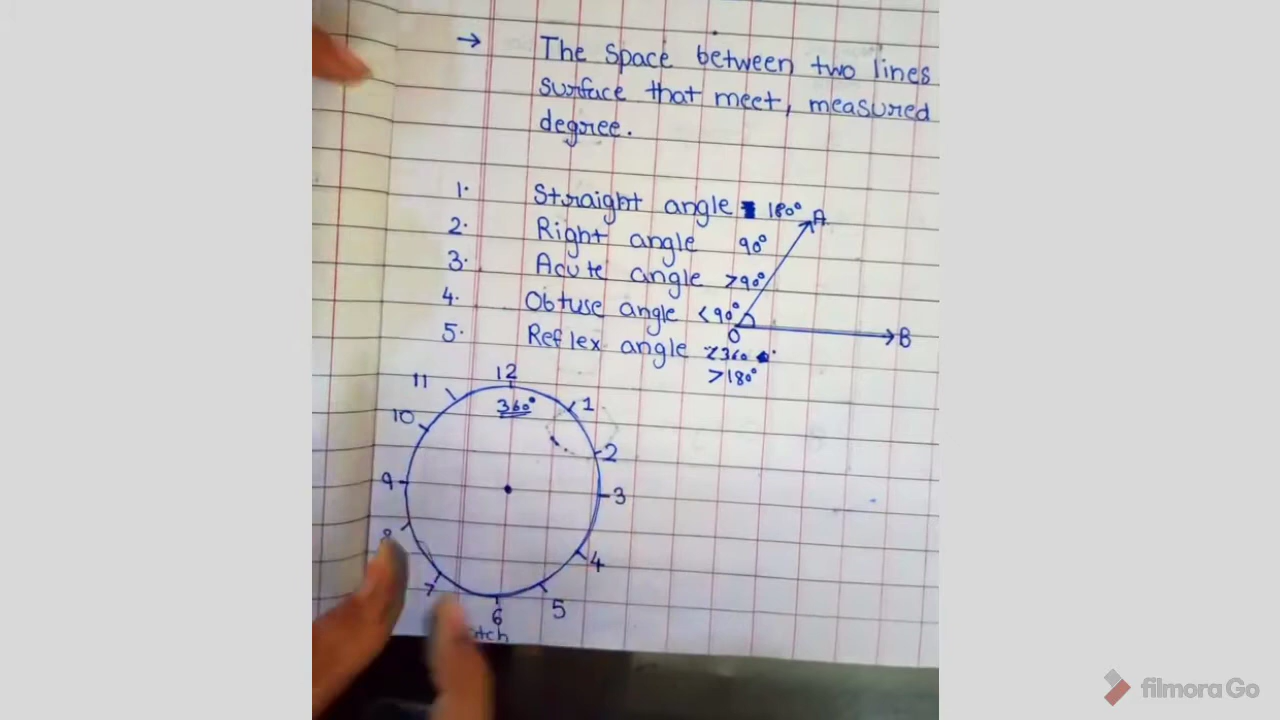 → The space between two lines
surface that meet, measured
degree.
1. Straight angle 180°
2. Right angle 90°
3. Acute angle >90°
4. Obtuse angle <90°
5. Reflex angle <360°
>180°
A
O
B
12
11
360°
1
10
2
9
3
8
4
7
5
6
filmora Go